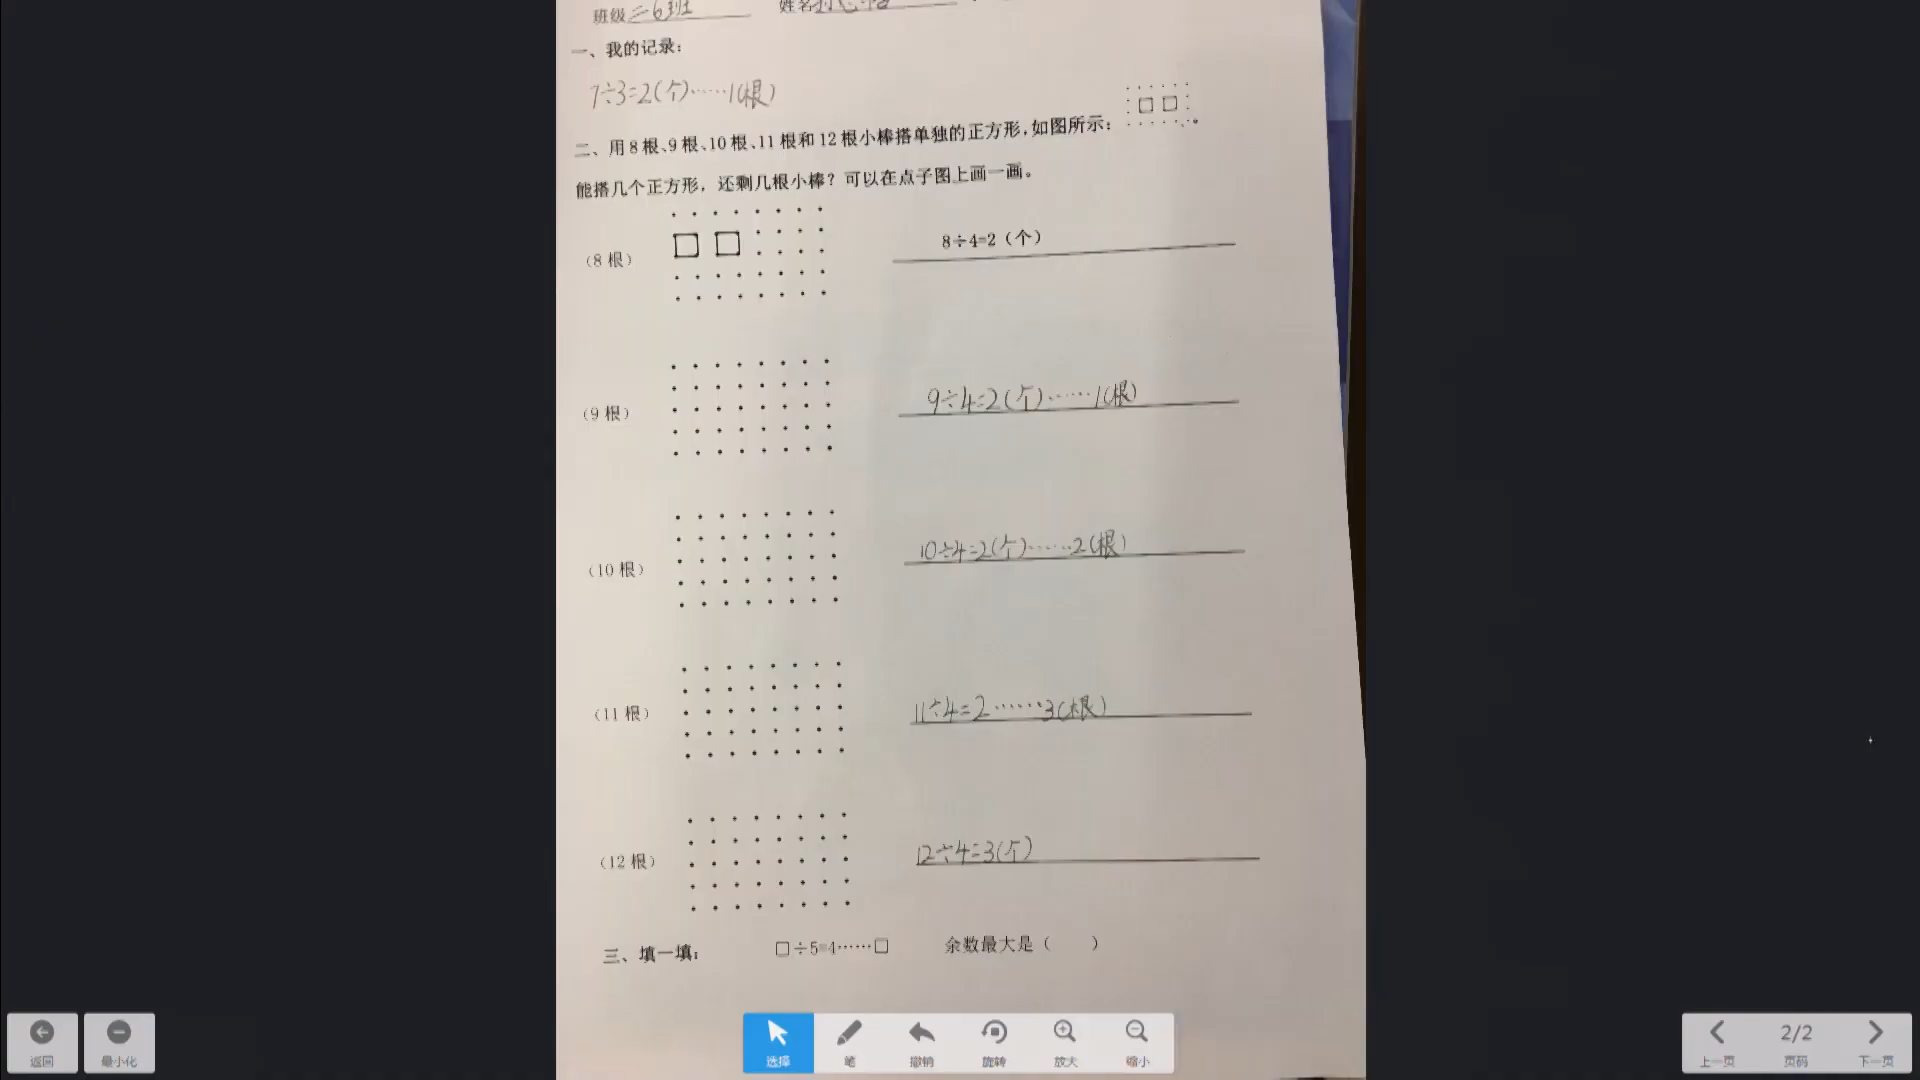 班级 二6班 姓名
一、我的记录:
7÷3=2(个)……1(根)
二、用8根、9根、10根、11根和12根小棒搭单独的正方形,如图所示:
能搭几个正方形,还剩几根小棒?可以在点子图上画一画。
(8根) 8÷4=2(个)
(9根) 9÷4=2(个)……1(根)
(10根) 10÷4=2(个)……2(根)
(11根) 11÷4=2……3(根)
(12根) 12÷4=3(个)
三、填一填: □÷5=4……□ 余数最大是( )
返回 最小化 选择 笔 撤销 旋转 放大 缩小 上一页 2/2 页码 下一页